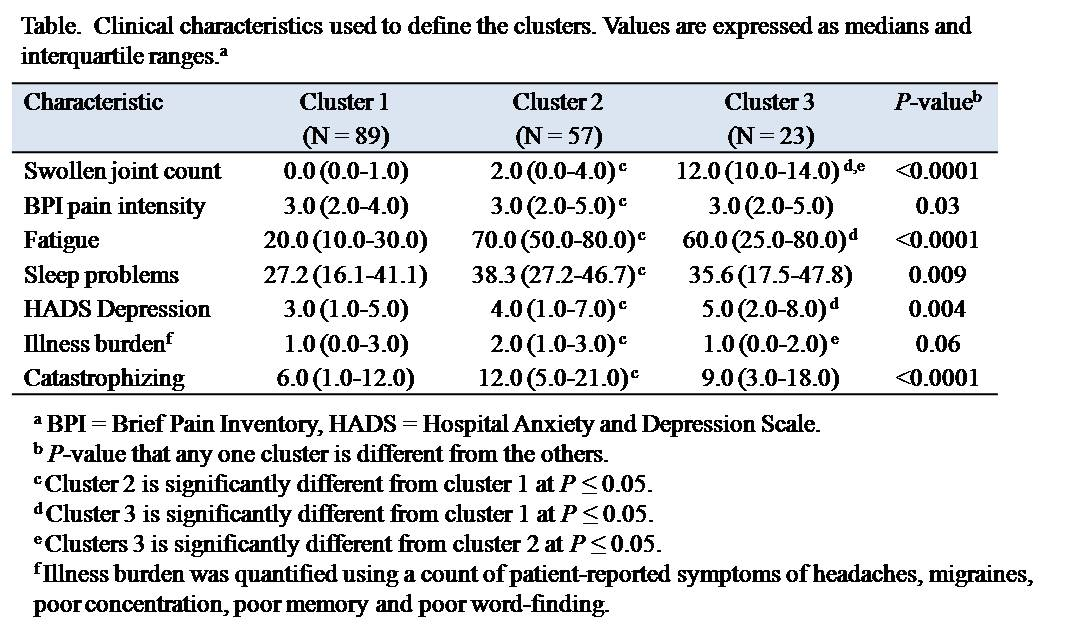 Table. Clinical characteristics used to define the clusters. Values are expressed as medians and
interquartile ranges.ᵃ
Characteristic Cluster 1 Cluster 2 Cluster 3 P-valueᵇ
(N = 89) (N = 57) (N = 23)
Swollen joint count 0.0 (0.0-1.0) 2.0 (0.0-4.0) ᶜ 12.0 (10.0-14.0) ᵈ,ᵉ <0.0001
BPI pain intensity 3.0 (2.0-4.0) 3.0 (2.0-5.0) ᶜ 3.0 (2.0-5.0) 0.03
Fatigue 20.0 (10.0-30.0) 70.0 (50.0-80.0)ᶜ 60.0 (25.0-80.0)ᵈ <0.0001
Sleep problems 27.2 (16.1-41.1) 38.3 (27.2-46.7)ᶜ 35.6 (17.5-47.8) 0.009
HADS Depression 3.0 (1.0-5.0) 4.0 (1.0-7.0) ᶜ 5.0 (2.0-8.0) ᵈ 0.004
Illness burdenᶠ 1.0 (0.0-3.0) 2.0 (1.0-3.0) ᶜ 1.0 (0.0-2.0) ᵉ 0.06
Catastrophizing 6.0 (1.0-12.0) 12.0 (5.0-21.0) ᶜ 9.0 (3.0-18.0) <0.0001
ᵃ BPI = Brief Pain Inventory, HADS = Hospital Anxiety and Depression Scale.
ᵇ P-value that any one cluster is different from the others.
ᶜ Cluster 2 is significantly different from cluster 1 at P ≤ 0.05.
ᵈ Cluster 3 is significantly different from cluster 1 at P ≤ 0.05.
ᵉ Clusters 3 is significantly different from cluster 2 at P ≤ 0.05.
ᶠ Illness burden was quantified using a count of patient-reported symptoms of headaches, migraines,
poor concentration, poor memory and poor word-finding.